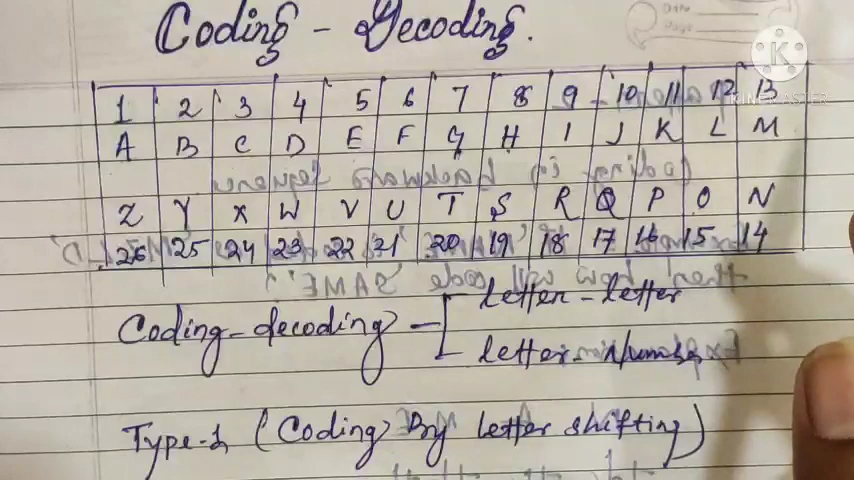 Coding - Decoding.
KINEMASTER
1 2 3 4 5 6 7 8 9 10 11 12 13
A B C D E F G H I J K L M
Z Y X W V U T S R Q P O N
26 25 24 23 22 21 20 19 18 17 16 15 14
Coding-decoding - letter-letter
letter-number
Type-1 (Coding By letter shifting)